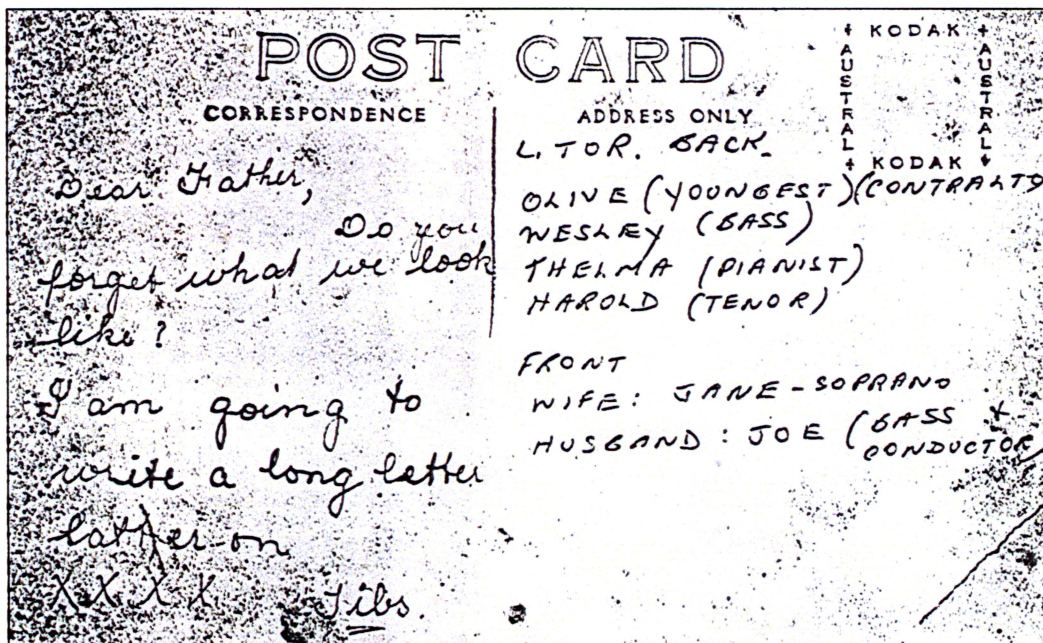 POST CARD
CORRESPONDENCE
Dear Father,
Do you
forget what we look
like?
I am going to
write a long letter
later on
X X X X Tibs.
ADDRESS ONLY
KODAK
AUSTRAL
AUSTRAL
KODAK
L. TO R. BACK.
OLIVE (YOUNGEST) (CONTRALTO
WESLEY (BASS)
THELMA (PIANIST)
HAROLD (TENOR)
FRONT
WIFE: JANE - SOPRANO
HUSBAND: JOE (BASS +
CONDUCTOR)